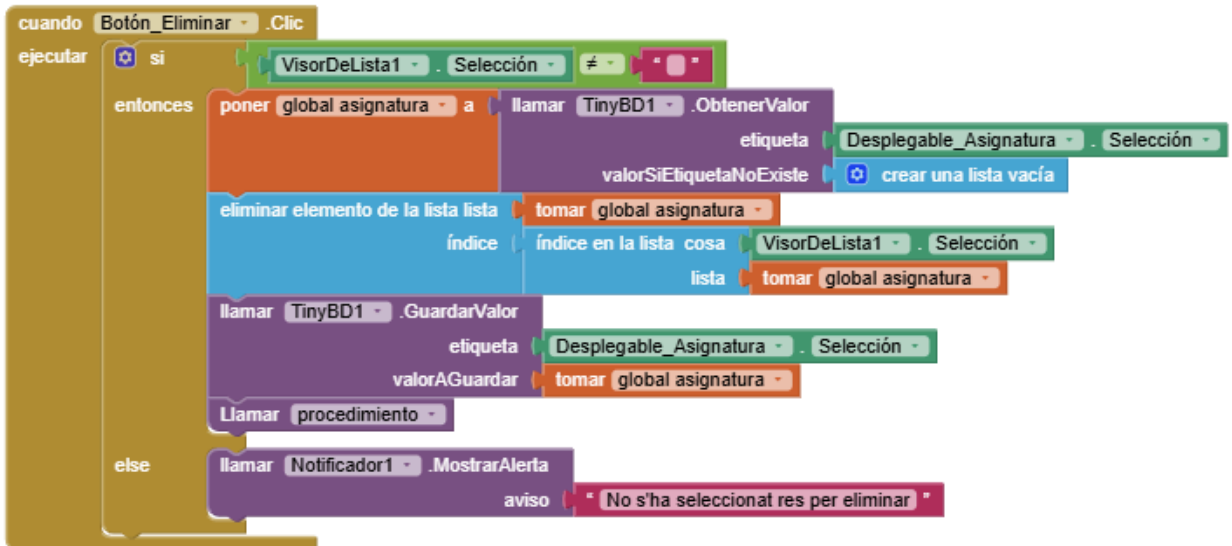 cuando Botón_Eliminar .Clic
ejecutar si VisorDeLista1 . Selección ≠ " "
entonces poner global asignatura a llamar TinyBD1 .ObtenerValor
etiqueta Desplegable_Asignatura . Selección
valorSiEtiquetaNoExiste crear una lista vacía
eliminar elemento de la lista lista tomar global asignatura
índice índice en la lista cosa VisorDeLista1 . Selección
lista tomar global asignatura
llamar TinyBD1 .GuardarValor
etiqueta Desplegable_Asignatura . Selección
valorAGuardar tomar global asignatura
Llamar procedimiento
else llamar Notificador1 .MostrarAlerta
aviso " No s'ha seleccionat res per eliminar "